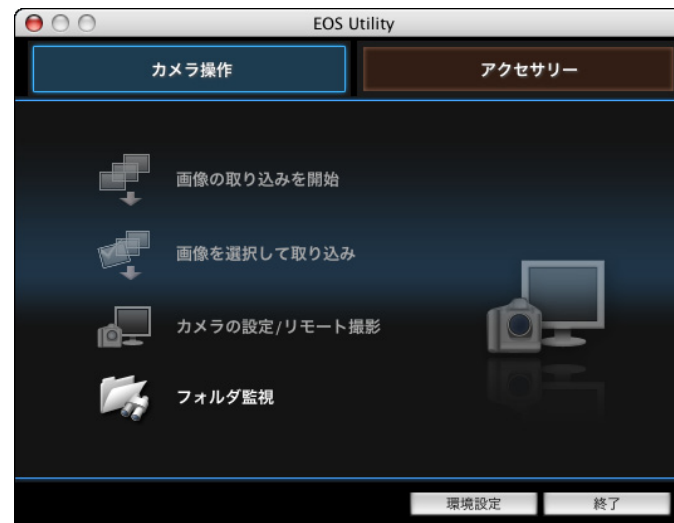 EOS Utility
カメラ操作
アクセサリー
画像の取り込みを開始
画像を選択して取り込み
カメラの設定/リモート撮影
フォルダ監視
環境設定
終了